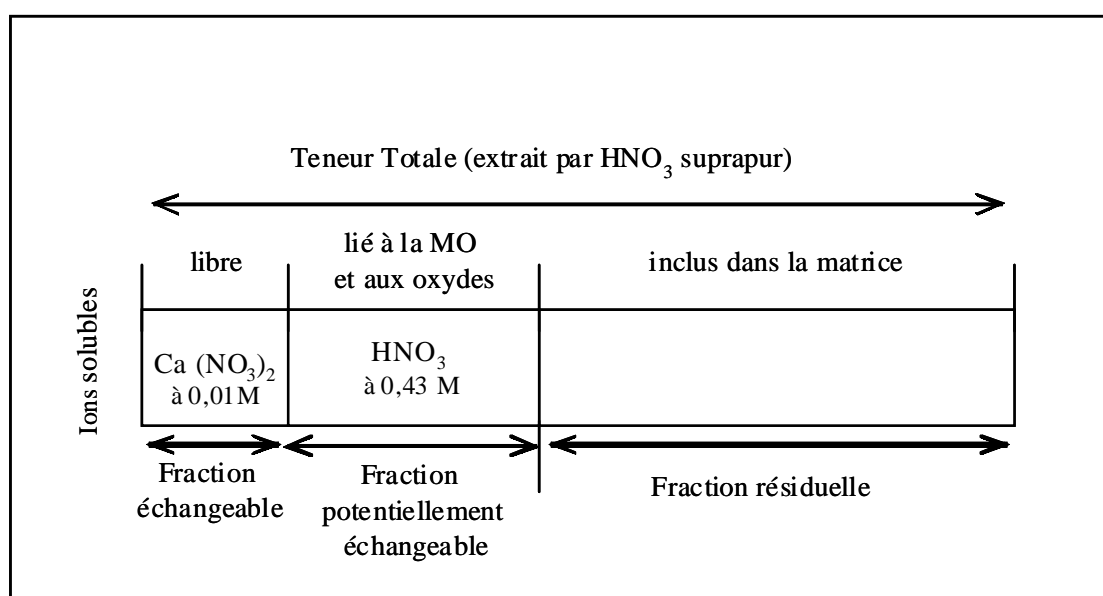 Teneur Totale (extrait par HNO₃ suprapur)
libre
lié à la MO
et aux oxydes
inclus dans la matrice
Ions solubles
Ca (NO₃)₂
à 0,01M
HNO₃
à 0,43 M
Fraction
échangeable
Fraction
potentiellement
échangeable
Fraction résiduelle